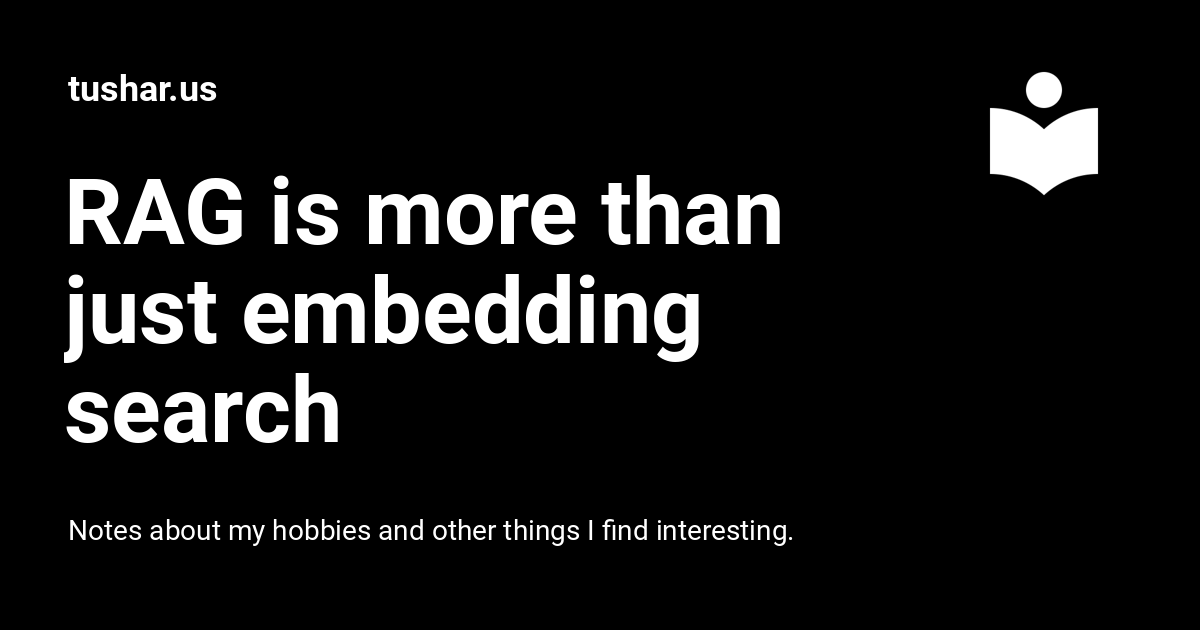 tushar.us
RAG is more than
just embedding
search
Notes about my hobbies and other things I find interesting.